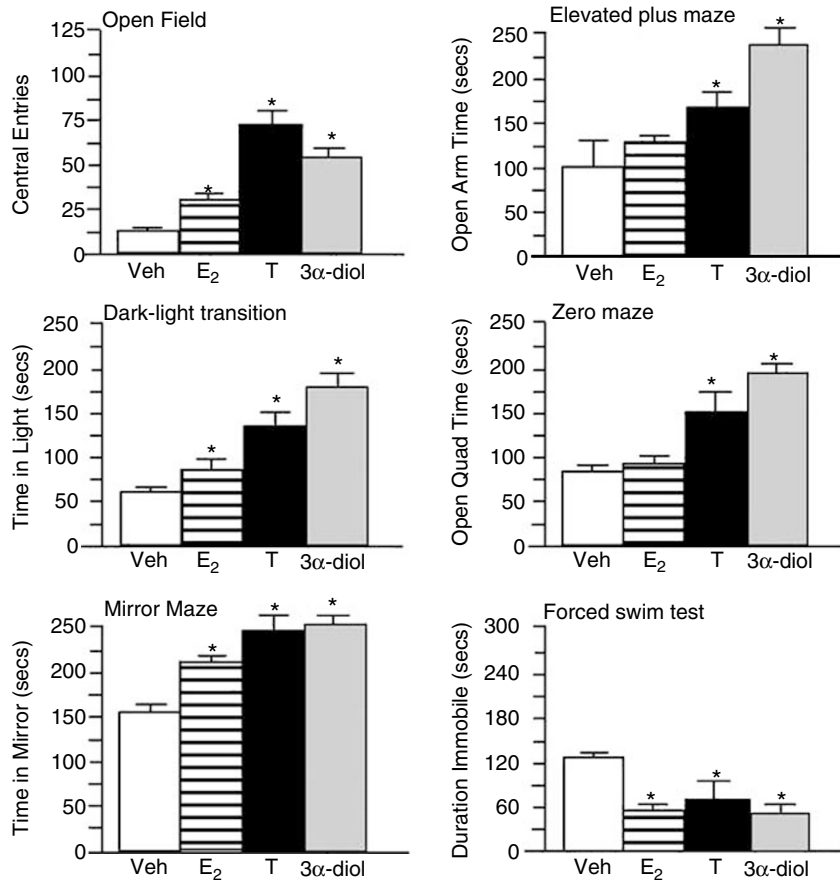 Open Field
Central Entries
125
100
75
50
25
0
*
*
*
Veh
E₂
T
3α-diol
Elevated plus maze
Open Arm Time (secs)
250
200
150
100
50
0
*
*
Veh
E₂
T
3α-diol
Dark-light transition
Time in Light (secs)
250
200
150
100
50
0
*
*
*
Veh
E₂
T
3α-diol
Zero maze
Open Quad Time (secs)
250
200
150
100
50
0
*
*
Veh
E₂
T
3α-diol
Mirror Maze
Time in Mirror (secs)
250
200
150
100
50
0
*
*
*
Veh
E₂
T
3α-diol
Forced swim test
Duration Immobile (secs)
300
240
180
120
60
0
*
*
*
Veh
E₂
T
3α-diol